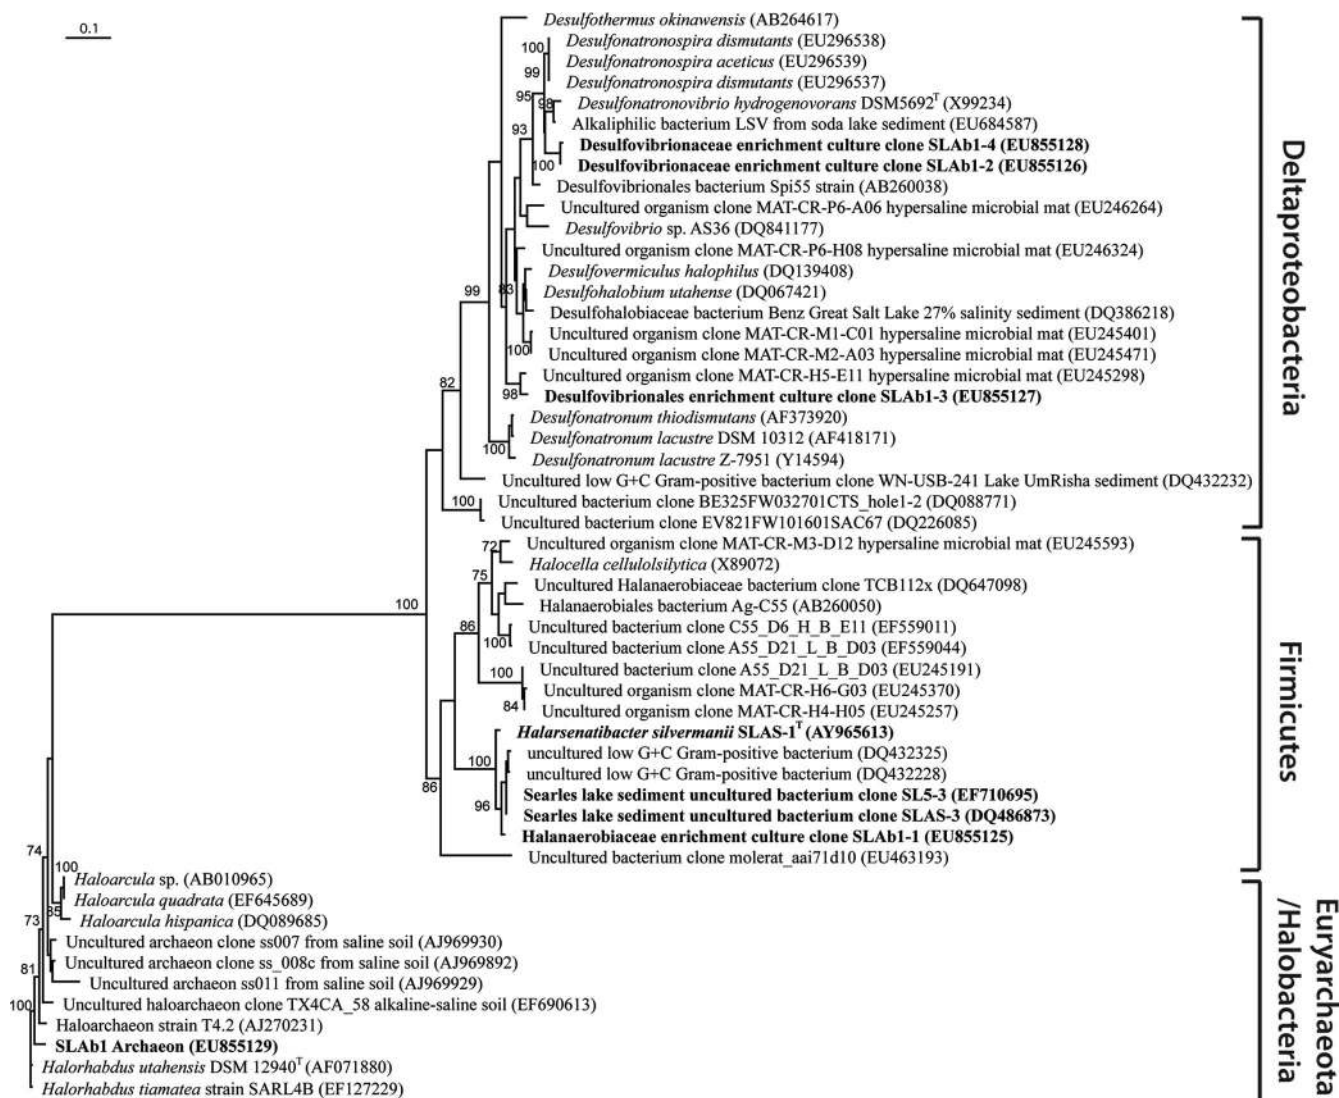 0.1
Desulfothermus okinawensis (AB264617)
100
Desulfonatronospira dismutants (EU296538)
Desulfonatronospira aceticus (EU296539)
99
Desulfonatronospira dismutants (EU296537)
95
98
Desulfonatronovibrio hydrogenovorans DSM5692T (X99234)
Alkaliphilic bacterium LSV from soda lake sediment (EU684587)
93
Desulfovibrionaceae enrichment culture clone SLAb1-4 (EU855128)
100
Desulfovibrionaceae enrichment culture clone SLAb1-2 (EU855126)
Desulfovibrionales bacterium Spi55 strain (AB260038)
Uncultured organism clone MAT-CR-P6-A06 hypersaline microbial mat (EU246264)
Desulfovibrio sp. AS36 (DQ841177)
Uncultured organism clone MAT-CR-P6-H08 hypersaline microbial mat (EU246324)
Desulfovermiculus halophilus (DQ139408)
99
83
Desulfohalobium utahense (DQ067421)
Desulfohalobiaceae bacterium Benz Great Salt Lake 27% salinity sediment (DQ386218)
Uncultured organism clone MAT-CR-M1-C01 hypersaline microbial mat (EU245401)
100
Uncultured organism clone MAT-CR-M2-A03 hypersaline microbial mat (EU245471)
Uncultured organism clone MAT-CR-H5-E11 hypersaline microbial mat (EU245298)
82
98
Desulfovibrionales enrichment culture clone SLAb1-3 (EU855127)
Desulfonatronum thiodismutans (AF373920)
Desulfonatronum lacustre DSM 10312 (AF418171)
100
Desulfonatronum lacustre Z-7951 (Y14594)
Uncultured low G+C Gram-positive bacterium clone WN-USB-241 Lake UmRisha sediment (DQ432232)
100
Uncultured bacterium clone BE325FW032701CTS_hole1-2 (DQ088771)
Uncultured bacterium clone EV821FW101601SAC67 (DQ226085)
Deltaproteobacteria
72
Uncultured organism clone MAT-CR-M3-D12 hypersaline microbial mat (EU245593)
Halocella cellulolsilytica (X89072)
75
Uncultured Halanaerobiaceae bacterium clone TCB112x (DQ647098)
100
Halanaerobiales bacterium Ag-C55 (AB260050)
86
Uncultured bacterium clone C55_D6_H_B_E11 (EF559011)
100
Uncultured bacterium clone A55_D21_L_B_D03 (EF559044)
100
Uncultured bacterium clone A55_D21_L_B_D03 (EU245191)
Uncultured organism clone MAT-CR-H6-G03 (EU245370)
84
Uncultured organism clone MAT-CR-H4-H05 (EU245257)
Halarsenatibacter silvermanii SLAS-1T (AY965613)
uncultured low G+C Gram-positive bacterium (DQ432325)
100
uncultured low G+C Gram-positive bacterium (DQ432228)
86
Searles lake sediment uncultured bacterium clone SL5-3 (EF710695)
96
Searles lake sediment uncultured bacterium clone SLAS-3 (DQ486873)
Halanaerobiaceae enrichment culture clone SLAb1-1 (EU855125)
Uncultured bacterium clone molerat_aai71d10 (EU463193)
Firmicutes
74
100
Haloarcula sp. (AB010965)
Haloarcula quadrata (EF645689)
73
85
Haloarcula hispanica (DQ089685)
Uncultured archaeon clone ss007 from saline soil (AJ969930)
81
Uncultured archaeon clone ss_008c from saline soil (AJ969892)
Uncultured archaeon ss011 from saline soil (AJ969929)
100
Uncultured haloarchaeon clone TX4CA_58 alkaline-saline soil (EF690613)
Haloarchaeon strain T4.2 (AJ270231)
SLAb1 Archaeon (EU855129)
Halorhabdus utahensis DSM 12940T (AF071880)
Halorhabdus tiamatea strain SARL4B (EF127229)
Euryarchaeota
/Halobacteria